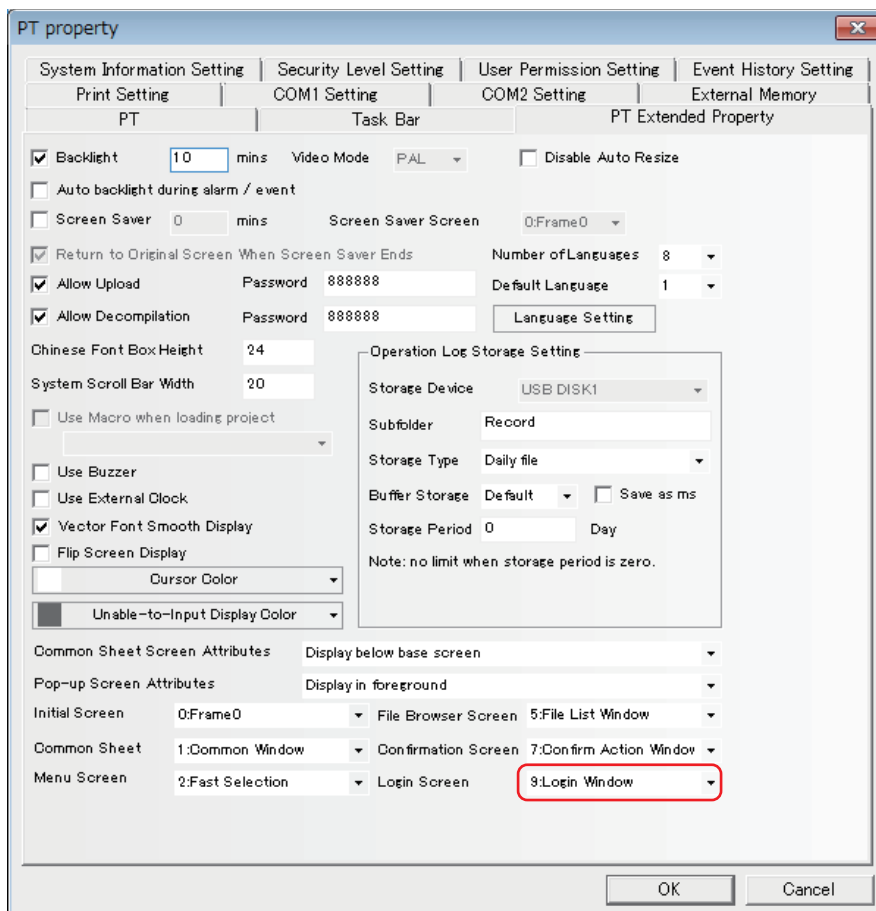 PT property
System Information Setting Security Level Setting User Permission Setting Event History Setting
Print Setting COM1 Setting COM2 Setting External Memory
PT Task Bar PT Extended Property
Backlight 10 mins Video Mode PAL Disable Auto Resize
Auto backlight during alarm / event
Screen Saver 0 mins Screen Saver Screen 0:Frame0
Return to Original Screen When Screen Saver Ends Number of Languages 8
Allow Upload Password 888888 Default Language 1
Allow Decompilation Password 888888 Language Setting
Chinese Font Box Height 24
Operation Log Storage Setting
System Scroll Bar Width 20
Storage Device USB DISK1
Use Macro when loading project
Subfolder Record
Storage Type Daily file
Use Buzzer
Use External Clock
Buffer Storage Default Save as ms
Vector Font Smooth Display
Storage Period 0 Day
Flip Screen Display
Note: no limit when storage period is zero.
Cursor Color
Unable-to-Input Display Color
Common Sheet Screen Attributes Display below base screen
Pop-up Screen Attributes Display in foreground
Initial Screen 0:Frame0 File Browser Screen 5:File List Window
Common Sheet 1:Common Window Confirmation Screen 7:Confirm Action Window
Menu Screen 2:Fast Selection Login Screen 9:Login Window
OK Cancel